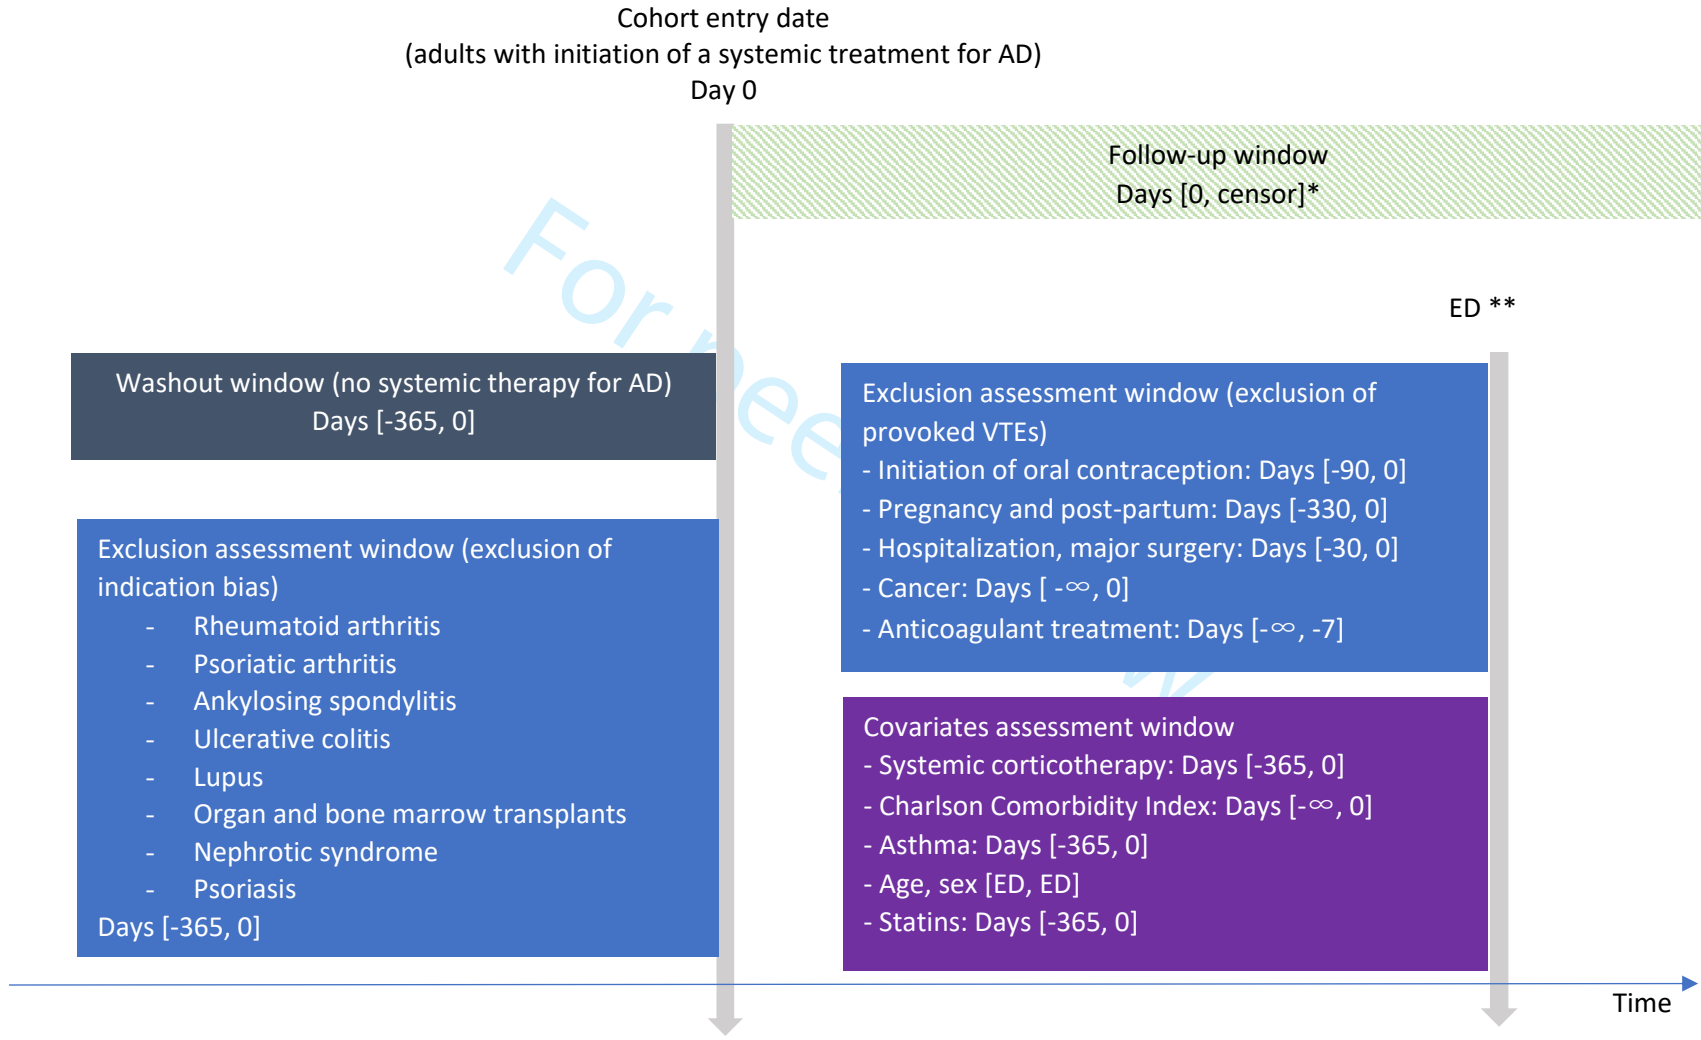 Cohort entry date
(adults with initiation of a systemic treatment for AD)
Day 0
Follow-up window
Days [0, censor]*
ED **
Washout window (no systemic therapy for AD)
Days [-365, 0]
Exclusion assessment window (exclusion of
indication bias)
- Rheumatoid arthritis
- Psoriatic arthritis
- Ankylosing spondylitis
- Ulcerative colitis
- Lupus
- Organ and bone marrow transplants
- Nephrotic syndrome
- Psoriasis
Days [-365, 0]
Exclusion assessment window (exclusion of
provoked VTEs)
- Initiation of oral contraception: Days [-90, 0]
- Pregnancy and post-partum: Days [-330, 0]
- Hospitalization, major surgery: Days [-30, 0]
- Cancer: Days [ -∞, 0]
- Anticoagulant treatment: Days [-∞, -7]
Covariates assessment window
- Systemic corticotherapy: Days [-365, 0]
- Charlson Comorbidity Index: Days [-∞, 0]
- Asthma: Days [-365, 0]
- Age, sex [ED, ED]
- Statins: Days [-365, 0]
Time
For